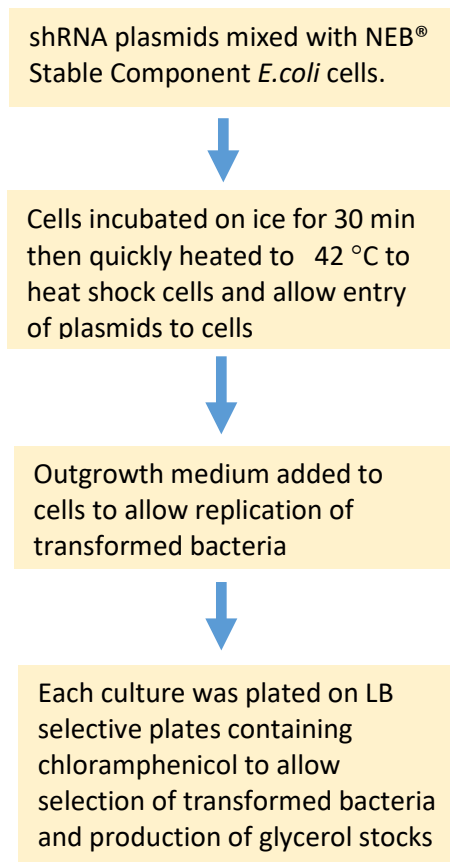 shRNA plasmids mixed with NEB®
Stable Component E.coli cells.
Cells incubated on ice for 30 min
then quickly heated to 42 °C to
heat shock cells and allow entry
of plasmids to cells
Outgrowth medium added to
cells to allow replication of
transformed bacteria
Each culture was plated on LB
selective plates containing
chloramphenicol to allow
selection of transformed bacteria
and production of glycerol stocks